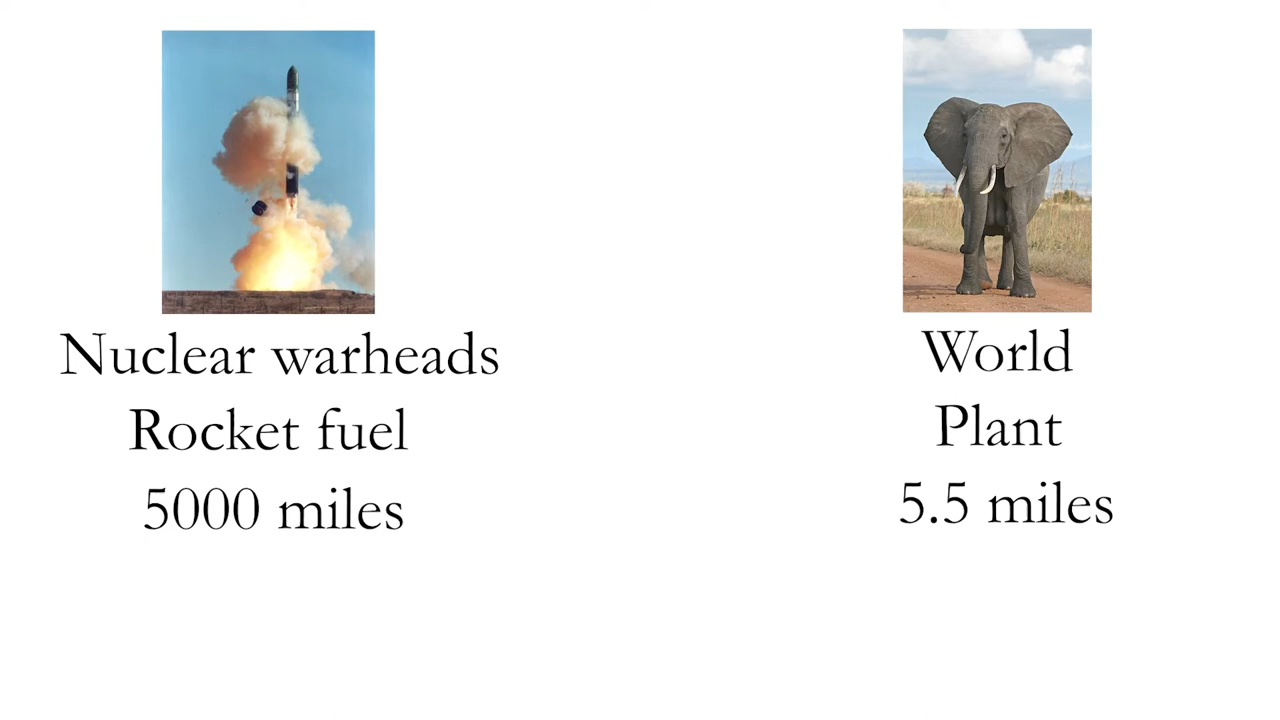 Nuclear warheads
Rocket fuel
5000 miles
World
Plant
5.5 miles